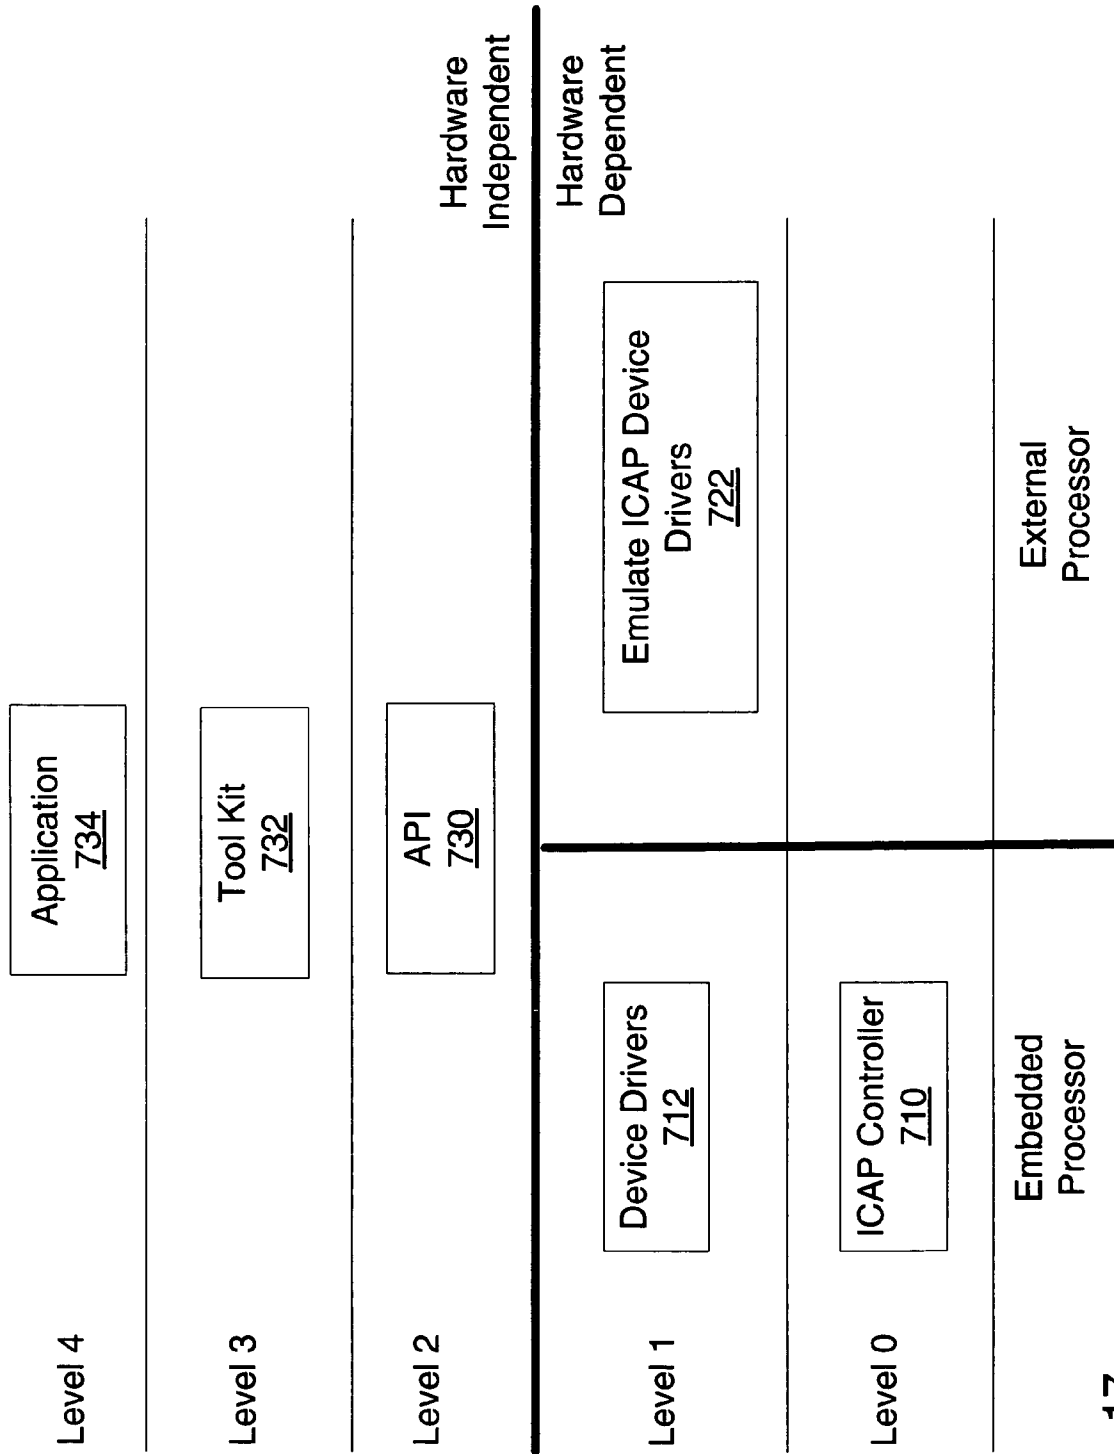 Level 4
Application
734
Level 3
Tool Kit
732
Level 2
API
730
Hardware
Independent
Hardware
Dependent
Level 1
Device Drivers
712
Emulate ICAP Device
Drivers
722
Level 0
ICAP Controller
710
Embedded
Processor
External
Processor
17